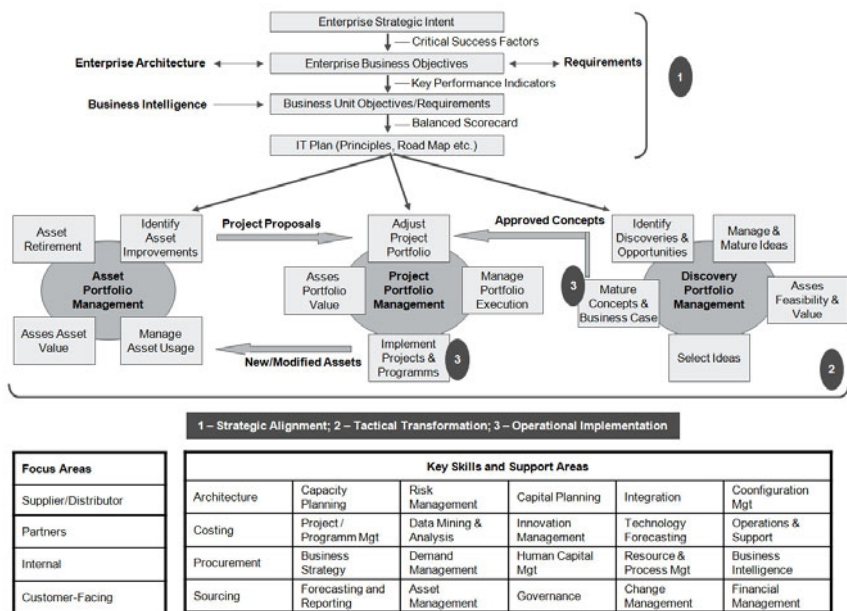 Enterprise Strategic Intent
Critical Success Factors
Enterprise Architecture
Enterprise Business Objectives
Requirements
1
Key Performance Indicators
Business Intelligence
Business Unit Objectives/Requirements
Balanced Scorecard
IT Plan (Principles, Road Map etc.)
Asset
Retirement
Identify
Asset
Improvements
Asset
Portfolio
Management
Asses Asset
Value
Manage
Asset Usage
Project Proposals
New/Modified Assets
Adjust
Project
Portfolio
Asses
Portfolio
Value
Project
Portfolio
Management
Manage
Portfolio
Execution
Implement
Projects &
Programms
3
Approved Concepts
3
Identify
Discoveries &
Opportunities
Manage &
Mature Ideas
Mature
Concepts &
Business Case
Discovery
Portfolio
Management
Asses
Feasibility &
Value
Select Ideas
2
1 – Strategic Alignment; 2 – Tactical Transformation; 3 – Operational Implementation
Focus Areas
Supplier/Distributor
Partners
Internal
Customer-Facing
Key Skills and Support Areas
Architecture
Capacity
Planning
Risk
Management
Capital Planning
Integration
Coonfiguration
Mgt
Costing
Project /
Programm Mgt
Data Mining &
Analysis
Innovation
Management
Technology
Forecasting
Operations &
Support
Procurement
Business
Strategy
Demand
Management
Human Capital
Mgt
Resource &
Process Mgt
Business
Intelligence
Sourcing
Forecasting and
Reporting
Asset
Management
Governance
Change
Management
Financial
Management